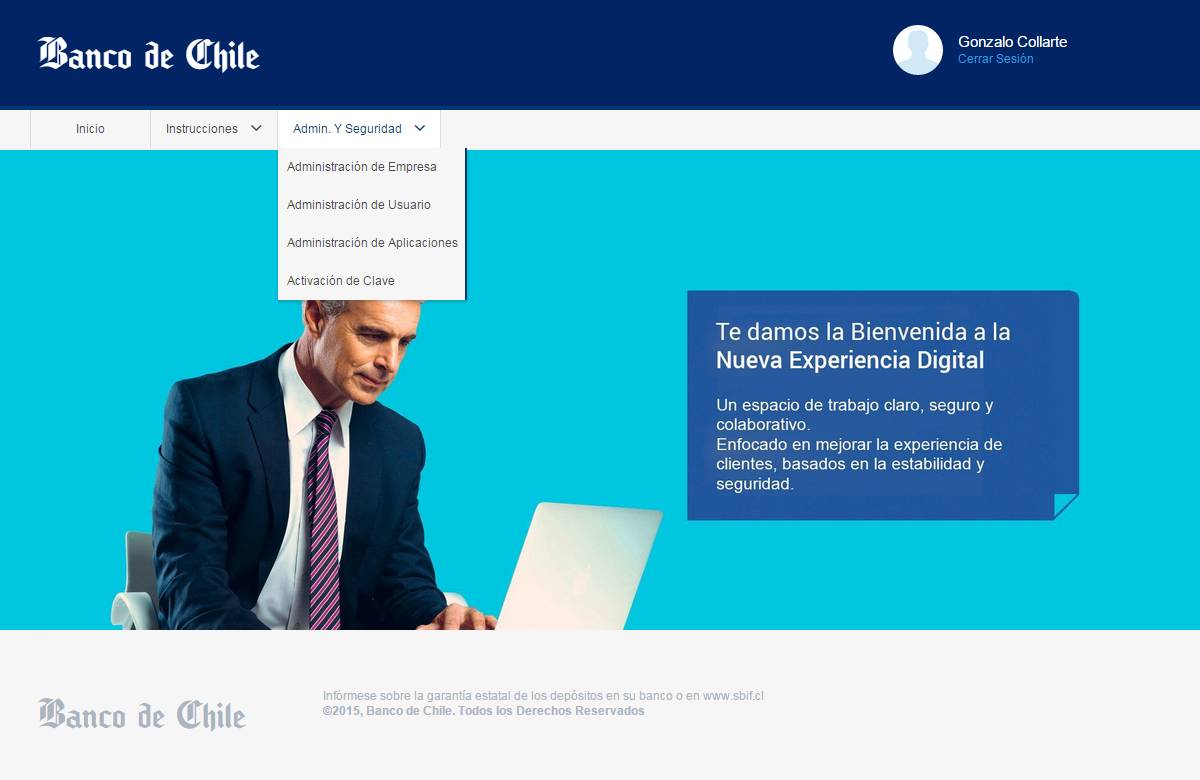 Banco de Chile
Gonzalo Collarte
Cerrar Sesión
Inicio
Instrucciones
Admin. Y Seguridad
Administración de Empresa
Administración de Usuario
Administración de Aplicaciones
Activación de Clave
Te damos la Bienvenida a la
Nueva Experiencia Digital
Un espacio de trabajo claro, seguro y
colaborativo.
Enfocado en mejorar la experiencia de
clientes, basados en la estabilidad y
seguridad.
Banco de Chile
Infórmese sobre la garantía estatal de los depósitos en su banco o en www.sbif.cl
©2015, Banco de Chile. Todos los Derechos Reservados